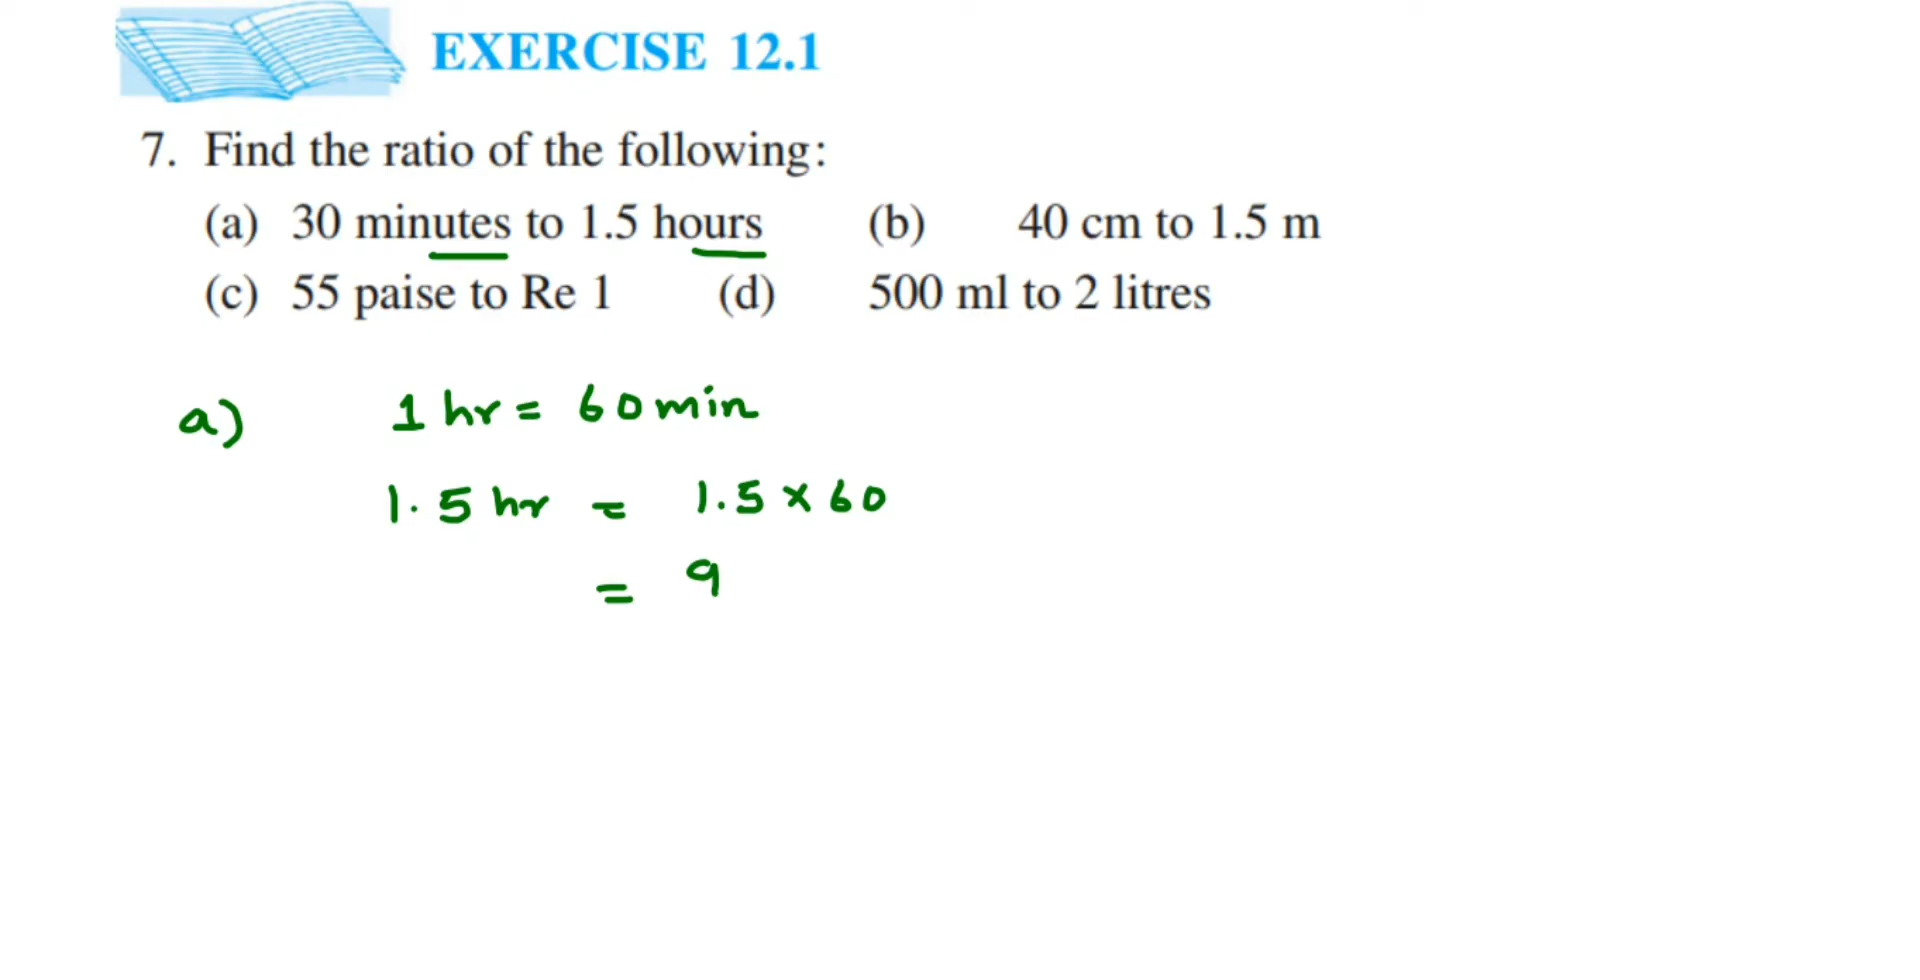 EXERCISE 12.1
7. Find the ratio of the following:
(a) 30 minutes to 1.5 hours (b) 40 cm to 1.5 m
(c) 55 paise to Re 1 (d) 500 ml to 2 litres
a) 1 hr = 60 min
1.5 hr = 1.5 × 60
= 9